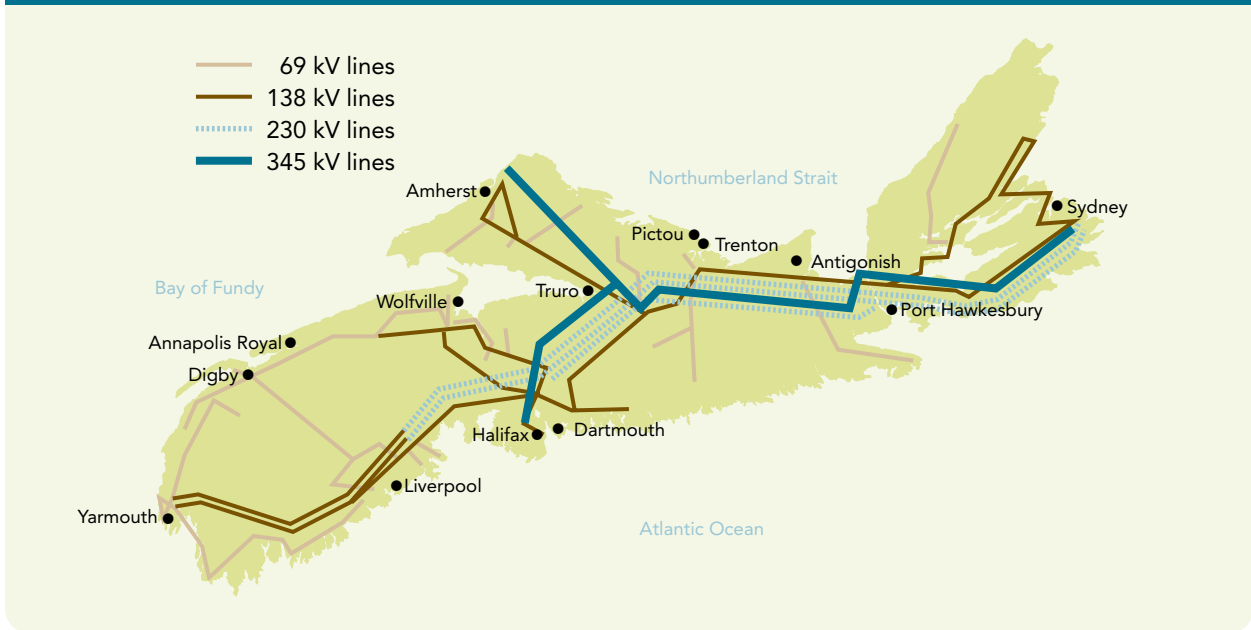 69 kV lines
138 kV lines
230 kV lines
345 kV lines
Amherst
Northumberland Strait
Sydney
Pictou
Trenton
Antigonish
Bay of Fundy
Truro
Wolfville
Port Hawkesbury
Annapolis Royal
Digby
Halifax
Dartmouth
Liverpool
Yarmouth
Atlantic Ocean